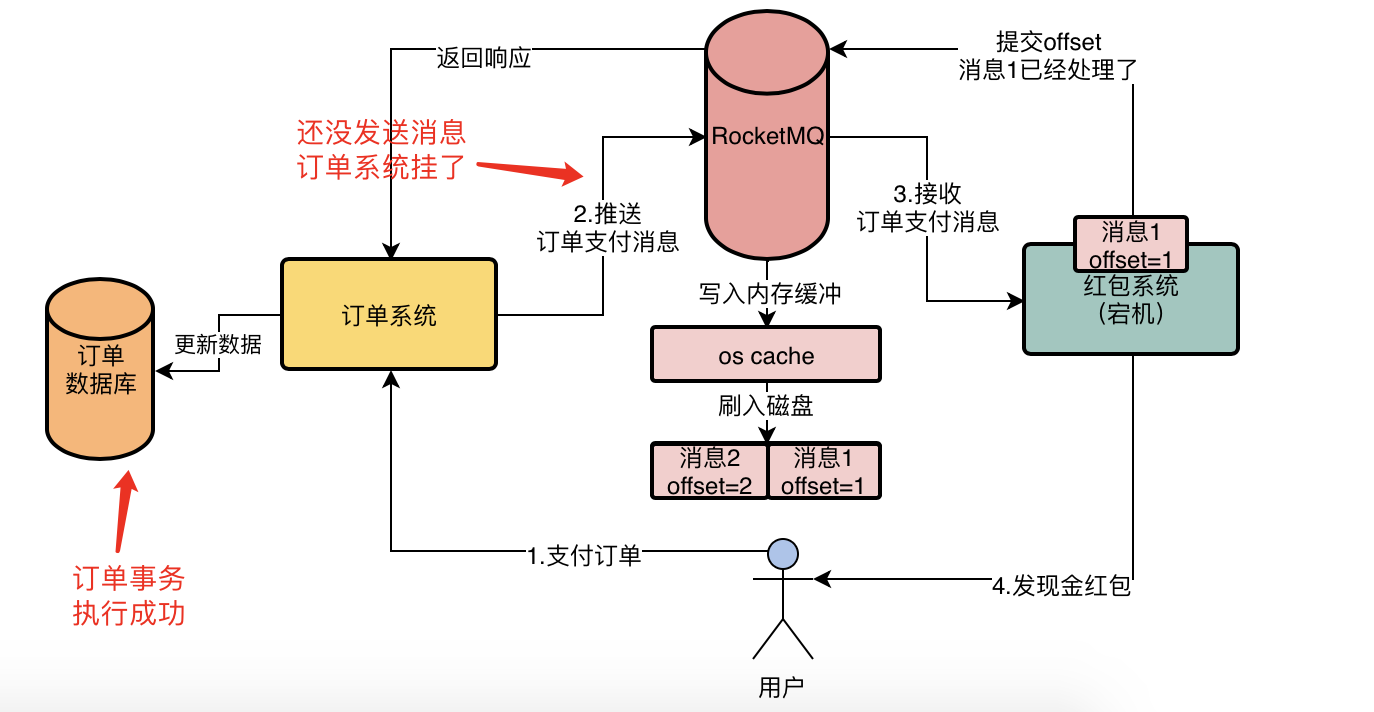 返回响应
提交offset
消息1已经处理了
还没发送消息
订单系统挂了
RocketMQ
2.推送
订单支付消息
3.接收
订单支付消息
消息1
offset=1
红包系统
（宕机）
写入内存缓冲
订单系统
更新数据
订单
数据库
os cache
刷入磁盘
消息2
offset=2
消息1
offset=1
1.支付订单
订单事务
执行成功
4.发现金红包
用户